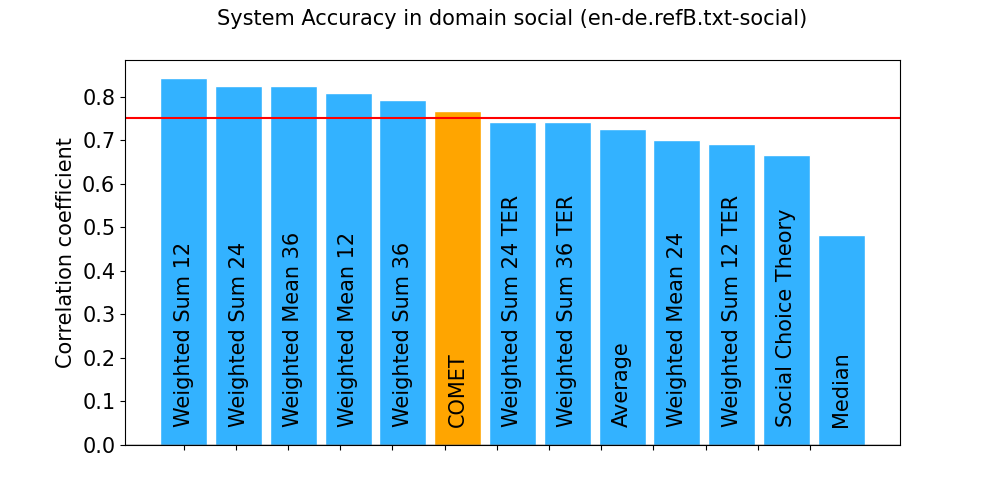 System Accuracy in domain social (en-de.refB.txt-social)
Correlation coefficient
0.8
0.7
0.6
0.5
0.4
0.3
0.2
0.1
0.0
Weighted Sum 12
Weighted Sum 24
Weighted Mean 36
Weighted Mean 12
Weighted Sum 36
COMET
Weighted Sum 24 TER
Weighted Sum 36 TER
Average
Weighted Mean 24
Weighted Sum 12 TER
Social Choice Theory
Median